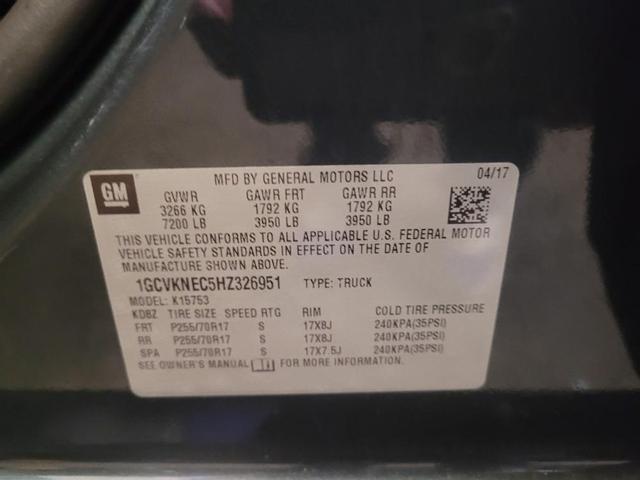 GM
MFD BY GENERAL MOTORS LLC 04/17
GVWR GAWR FRT GAWR RR
3266 KG 1792 KG 1792 KG
7200 LB 3950 LB 3950 LB
THIS VEHICLE CONFORMS TO ALL APPLICABLE U.S. FEDERAL MOTOR
VEHICLE SAFETY STANDARDS IN EFFECT ON THE DATE OF
MANUFACTURE SHOWN ABOVE.
1GCVKNEC5HZ326951 TYPE: TRUCK
MODEL: K15753
KDBZ TIRE SIZE SPEED RTG RIM COLD TIRE PRESSURE
FRT P255/70R17 S 17X8J 240KPA(35PSI)
RR P255/70R17 S 17X8J 240KPA(35PSI)
SPA P255/70R17 S 17X7.5J 240KPA(35PSI)
SEE OWNER'S MANUAL FOR MORE INFORMATION.